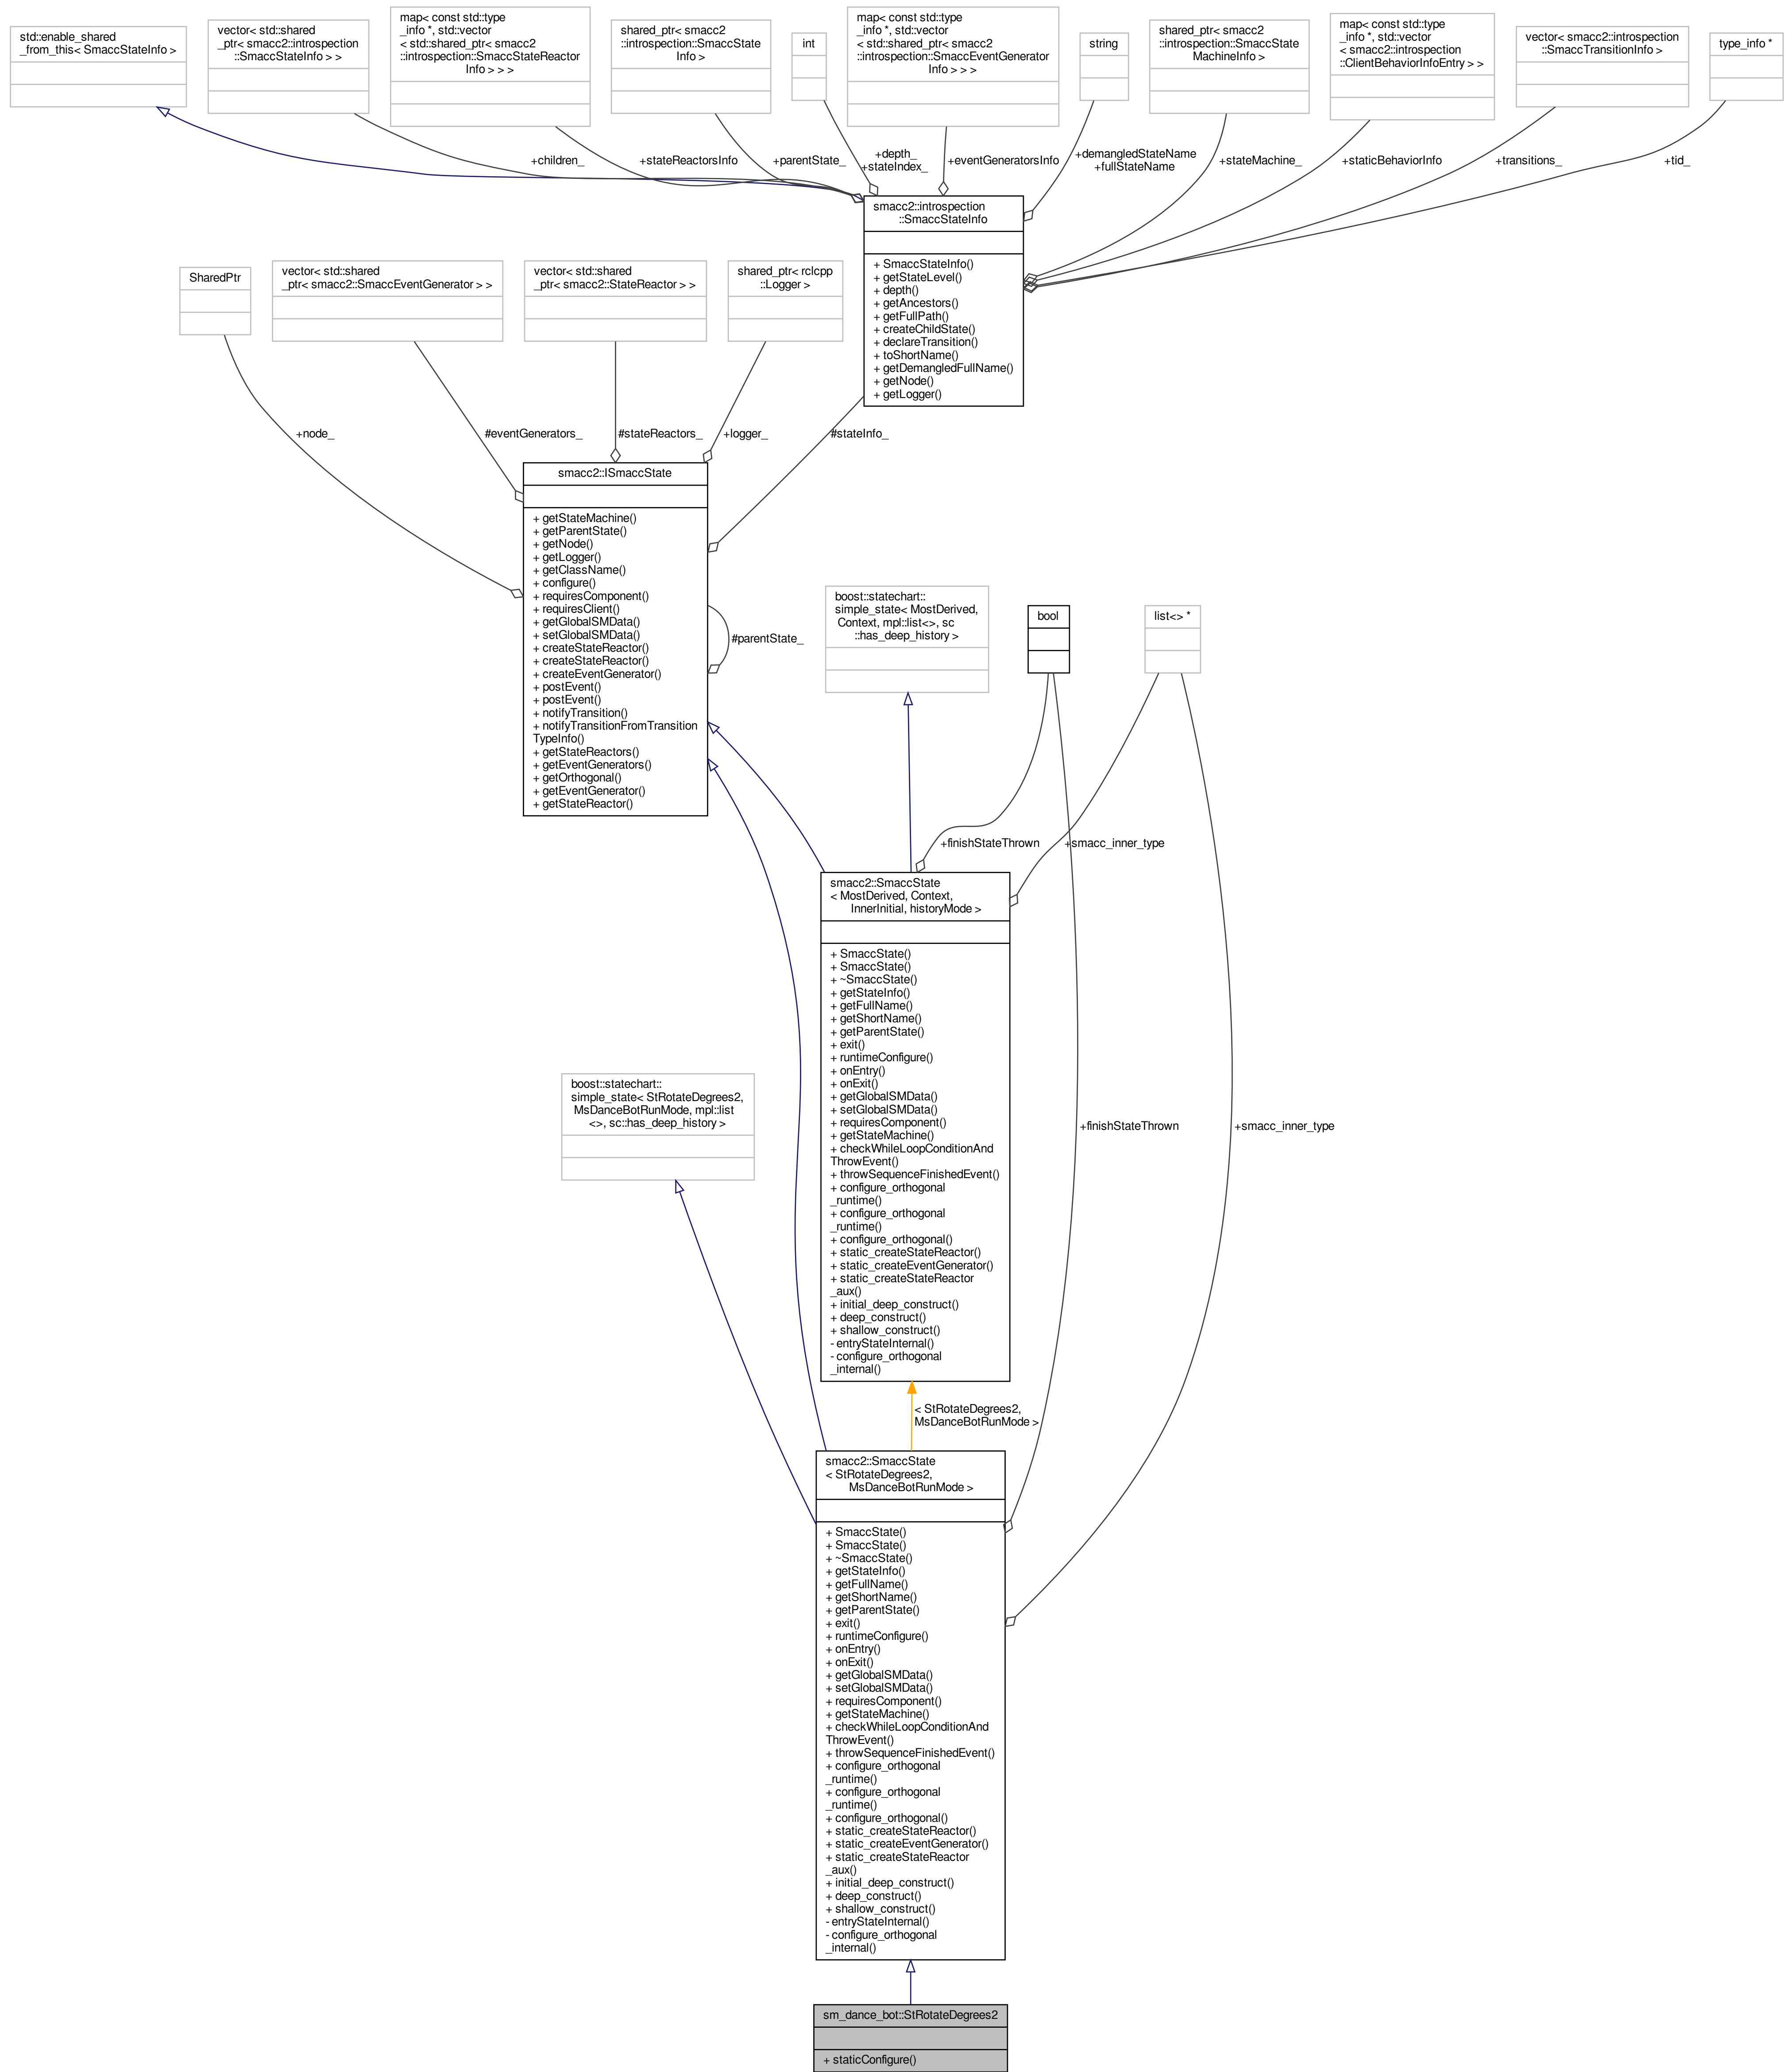 std::enable_shared
_from_this< SmaccStateInfo >
vector< std::shared
_ptr< smacc2::introspection
::SmaccStateInfo > >
map< const std::type
_info *, std::vector
< std::shared_ptr< smacc2
::introspection::SmaccStateReactor
Info > > >
shared_ptr< smacc2
::introspection::SmaccState
Info >
int
map< const std::type
_info *, std::vector
< std::shared_ptr< smacc2
::introspection::SmaccEventGenerator
Info > > >
string
shared_ptr< smacc2
::introspection::SmaccState
MachineInfo >
map< const std::type
_info *, std::vector
< smacc2::introspection
::ClientBehaviorInfoEntry > >
vector< smacc2::introspection
::SmaccTransitionInfo >
type_info *
+children_
+stateReactorsInfo
+parentState_
+depth_
+stateIndex_
+eventGeneratorsInfo
+demangledStateName
+fullStateName
+stateMachine_
+staticBehaviorInfo
+transitions_
+tid_
smacc2::introspection
::SmaccStateInfo
+ SmaccStateInfo()
+ getStateLevel()
+ depth()
+ getAncestors()
+ getFullPath()
+ createChildState()
+ declareTransition()
+ toShortName()
+ getDemangledFullName()
+ getNode()
+ getLogger()
SharedPtr
vector< std::shared
_ptr< smacc2::SmaccEventGenerator > >
vector< std::shared
_ptr< smacc2::StateReactor > >
shared_ptr< rclcpp
::Logger >
+node_
#eventGenerators_
#stateReactors_
+logger_
#stateInfo_
smacc2::ISmaccState
+ getStateMachine()
+ getParentState()
+ getNode()
+ getLogger()
+ getClassName()
+ configure()
+ requiresComponent()
+ requiresClient()
+ getGlobalSMData()
+ setGlobalSMData()
+ createStateReactor()
+ createStateReactor()
+ createEventGenerator()
+ postEvent()
+ postEvent()
+ notifyTransition()
+ notifyTransitionFromTransition
TypeInfo()
+ getStateReactors()
+ getEventGenerators()
+ getOrthogonal()
+ getEventGenerator()
+ getStateReactor()
#parentState_
boost::statechart::
simple_state< MostDerived,
Context, mpl::list<>, sc
::has_deep_history >
bool
list<> *
+finishStateThrown
+smacc_inner_type
smacc2::SmaccState
< MostDerived, Context,
InnerInitial, historyMode >
+ SmaccState()
+ SmaccState()
+ ~SmaccState()
+ getStateInfo()
+ getFullName()
+ getShortName()
+ getParentState()
+ exit()
+ runtimeConfigure()
+ onEntry()
+ onExit()
+ getGlobalSMData()
+ setGlobalSMData()
+ requiresComponent()
+ getStateMachine()
+ checkWhileLoopConditionAnd
ThrowEvent()
+ throwSequenceFinishedEvent()
+ configure_orthogonal
_runtime()
+ configure_orthogonal
_runtime()
+ configure_orthogonal()
+ static_createStateReactor()
+ static_createEventGenerator()
+ static_createStateReactor
_aux()
+ initial_deep_construct()
+ deep_construct()
+ shallow_construct()
- entryStateInternal()
- configure_orthogonal
_internal()
boost::statechart::
simple_state< StRotateDegrees2,
MsDanceBotRunMode, mpl::list
<>, sc::has_deep_history >
+finishStateThrown
+smacc_inner_type
< StRotateDegrees2,
MsDanceBotRunMode >
smacc2::SmaccState
< StRotateDegrees2,
MsDanceBotRunMode >
+ SmaccState()
+ SmaccState()
+ ~SmaccState()
+ getStateInfo()
+ getFullName()
+ getShortName()
+ getParentState()
+ exit()
+ runtimeConfigure()
+ onEntry()
+ onExit()
+ getGlobalSMData()
+ setGlobalSMData()
+ requiresComponent()
+ getStateMachine()
+ checkWhileLoopConditionAnd
ThrowEvent()
+ throwSequenceFinishedEvent()
+ configure_orthogonal
_runtime()
+ configure_orthogonal
_runtime()
+ configure_orthogonal()
+ static_createStateReactor()
+ static_createEventGenerator()
+ static_createStateReactor
_aux()
+ initial_deep_construct()
+ deep_construct()
+ shallow_construct()
- entryStateInternal()
- configure_orthogonal
_internal()
sm_dance_bot::StRotateDegrees2
+ staticConfigure()